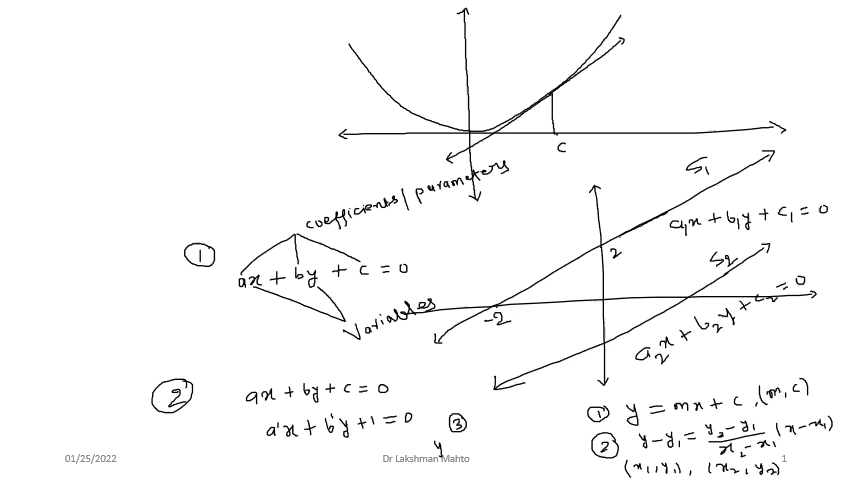 C
coefficients/parameters
S₁
a₁x + b₁y + c₁ = 0
①
ax + by + c = 0
2
S₂
Variables
-2
a₂x + b₂y + c₂ = 0
②
ax + by + c = 0
a'x + b'y + 1 = 0
③
y
① y = mx + c, (m, c)
② y - y₁ = (y₂ - y₁)/(x₂ - x₁) (x - x₁)
(x₁, y₁), (x₂, y₂)
01/25/2022
Dr Lakshman Mahto
1